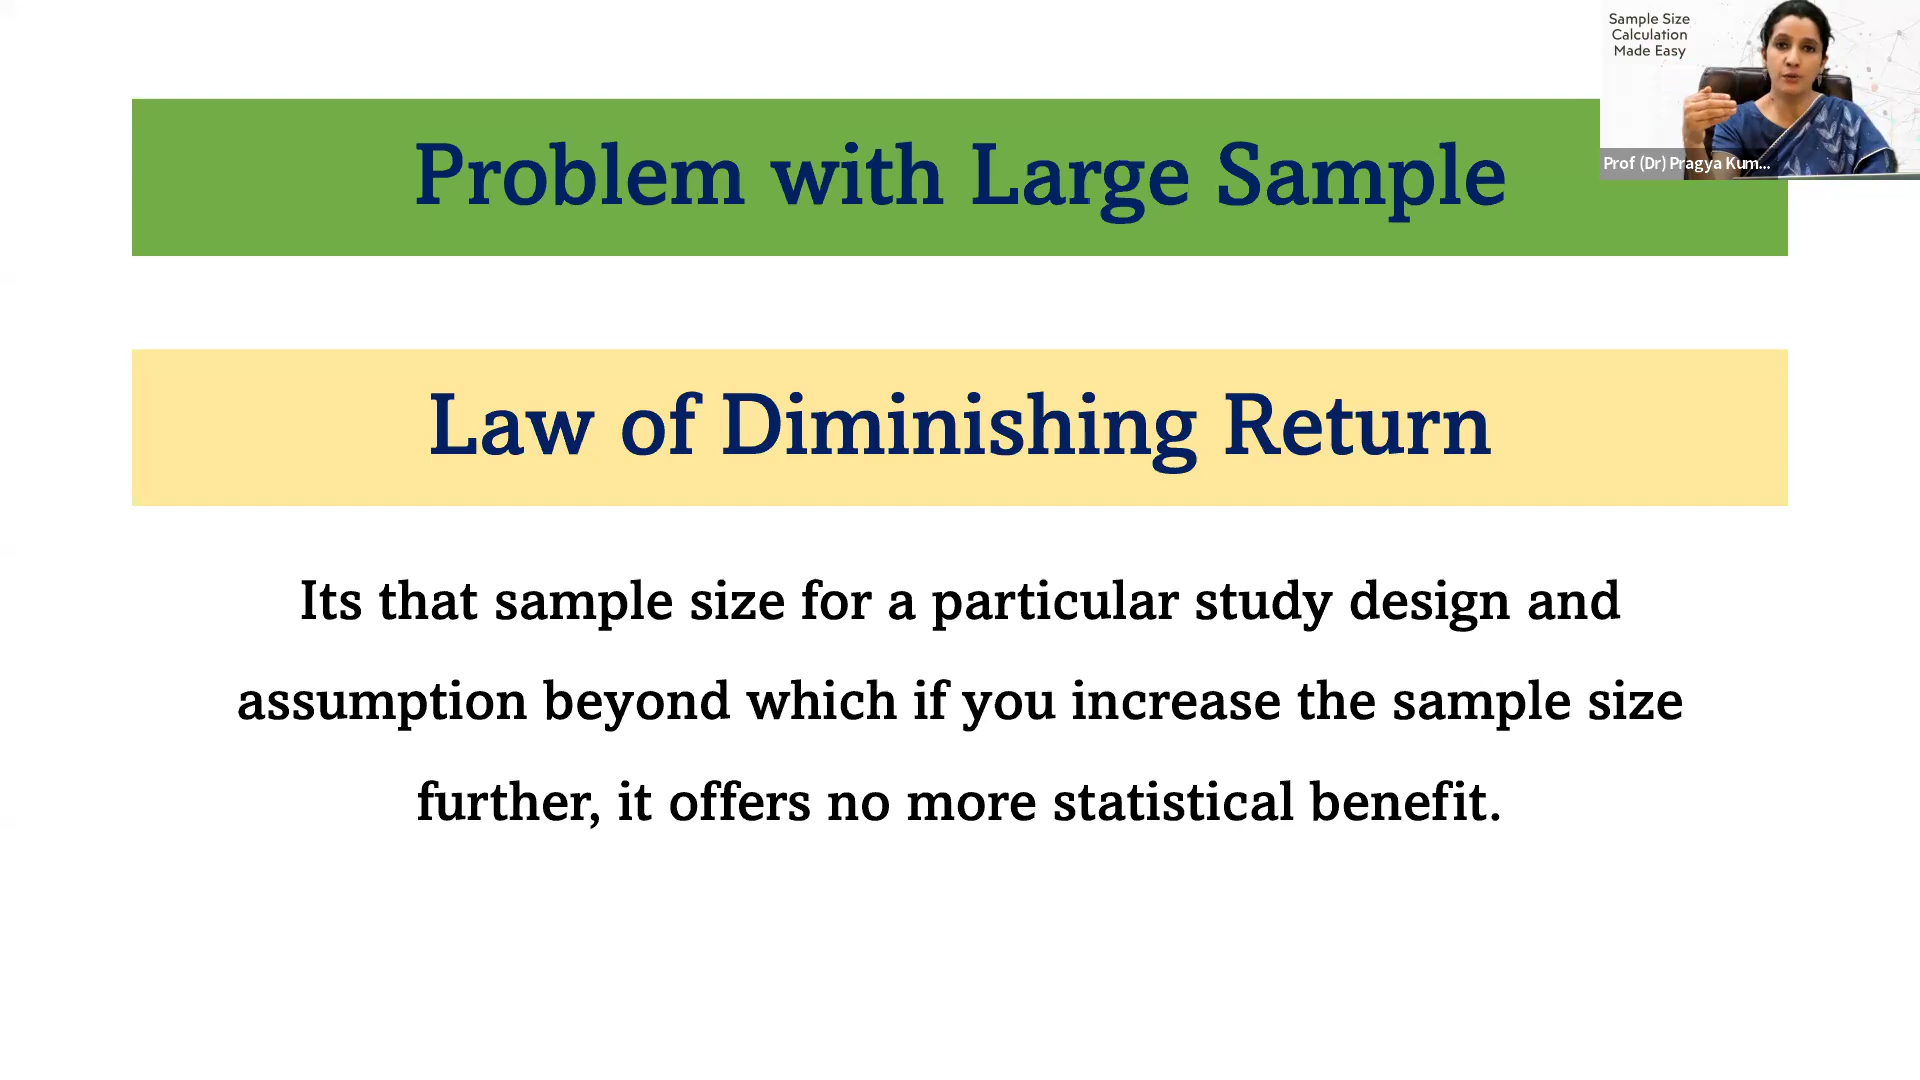 Sample Size
Calculation
Made Easy
Prof (Dr) Pragya Kum...
Problem with Large Sample
Law of Diminishing Return
Its that sample size for a particular study design and
assumption beyond which if you increase the sample size
further, it offers no more statistical benefit.